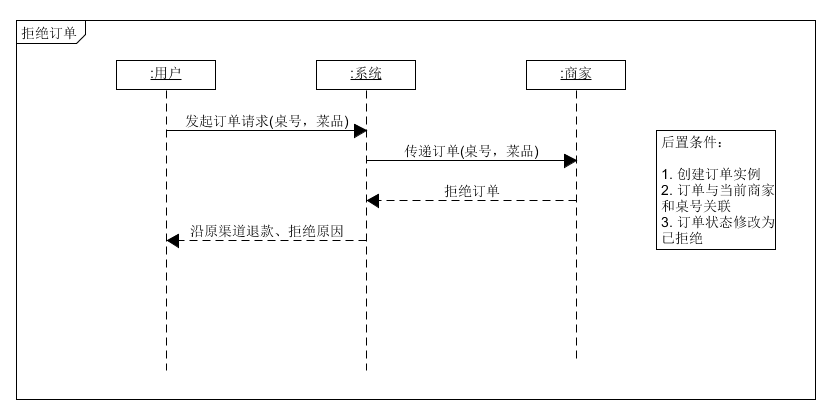 拒绝订单
:用户
:系统
:商家
发起订单请求(桌号，菜品)
传递订单(桌号，菜品)
拒绝订单
沿原渠道退款、拒绝原因
后置条件：
1. 创建订单实例
2. 订单与当前商家
和桌号关联
3. 订单状态修改为
已拒绝